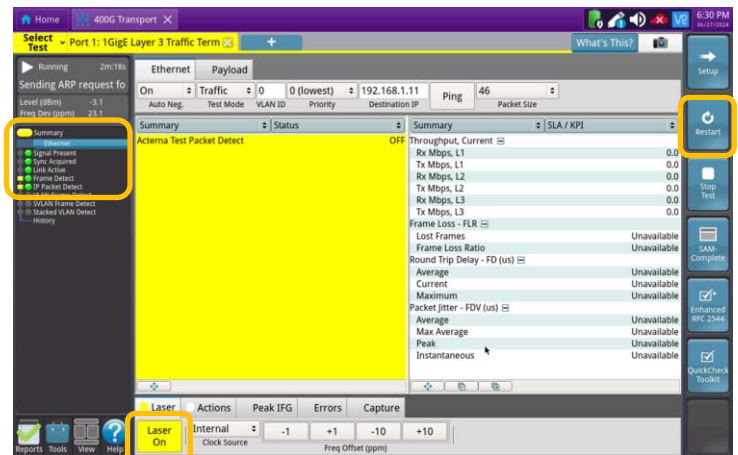 Home
400G Transport
6:30 PM
06/27/2024
Select Test
Port 1: 1GigE Layer 3 Traffic Term
+
What's This?
Running 2m:18s
Sending ARP request fo
Level (dBm) -3.1
Freq Dev (ppm) 23.1
Summary
Ethernet
Signal Present
Sync Acquired
Link Active
Frame Detect
IP Packet Detect
VLAN Frame Detect
SVLAN Frame Detect
Stacked VLAN Detect
History
Ethernet Payload
On Traffic 0 0 (lowest) 192.168.1.11 Ping 46
Auto Neg. Test Mode VLAN ID Priority Destination IP Packet Size
Summary Status
Acterna Test Packet Detect OFF
Summary SLA / KPI
Throughput, Current
Rx Mbps, L1 0.0
Tx Mbps, L1 0.0
Rx Mbps, L2 0.0
Tx Mbps, L2 0.0
Rx Mbps, L3 0.0
Tx Mbps, L3 0.0
Frame Loss - FLR
Lost Frames Unavailable
Frame Loss Ratio Unavailable
Round Trip Delay - FD (us)
Average Unavailable
Current Unavailable
Maximum Unavailable
Packet Jitter - FDV (us)
Average Unavailable
Max Average Unavailable
Peak Unavailable
Instantaneous Unavailable
Setup
Restart
Stop
Test
SAM-
Complete
Enhanced
RFC 2544
QuickCheck
Toolkit
Laser Actions Peak IFG Errors Capture
Laser
On
Internal -1 +1 -10 +10
Clock Source Freq Offset (ppm)
Reports Tools View Help